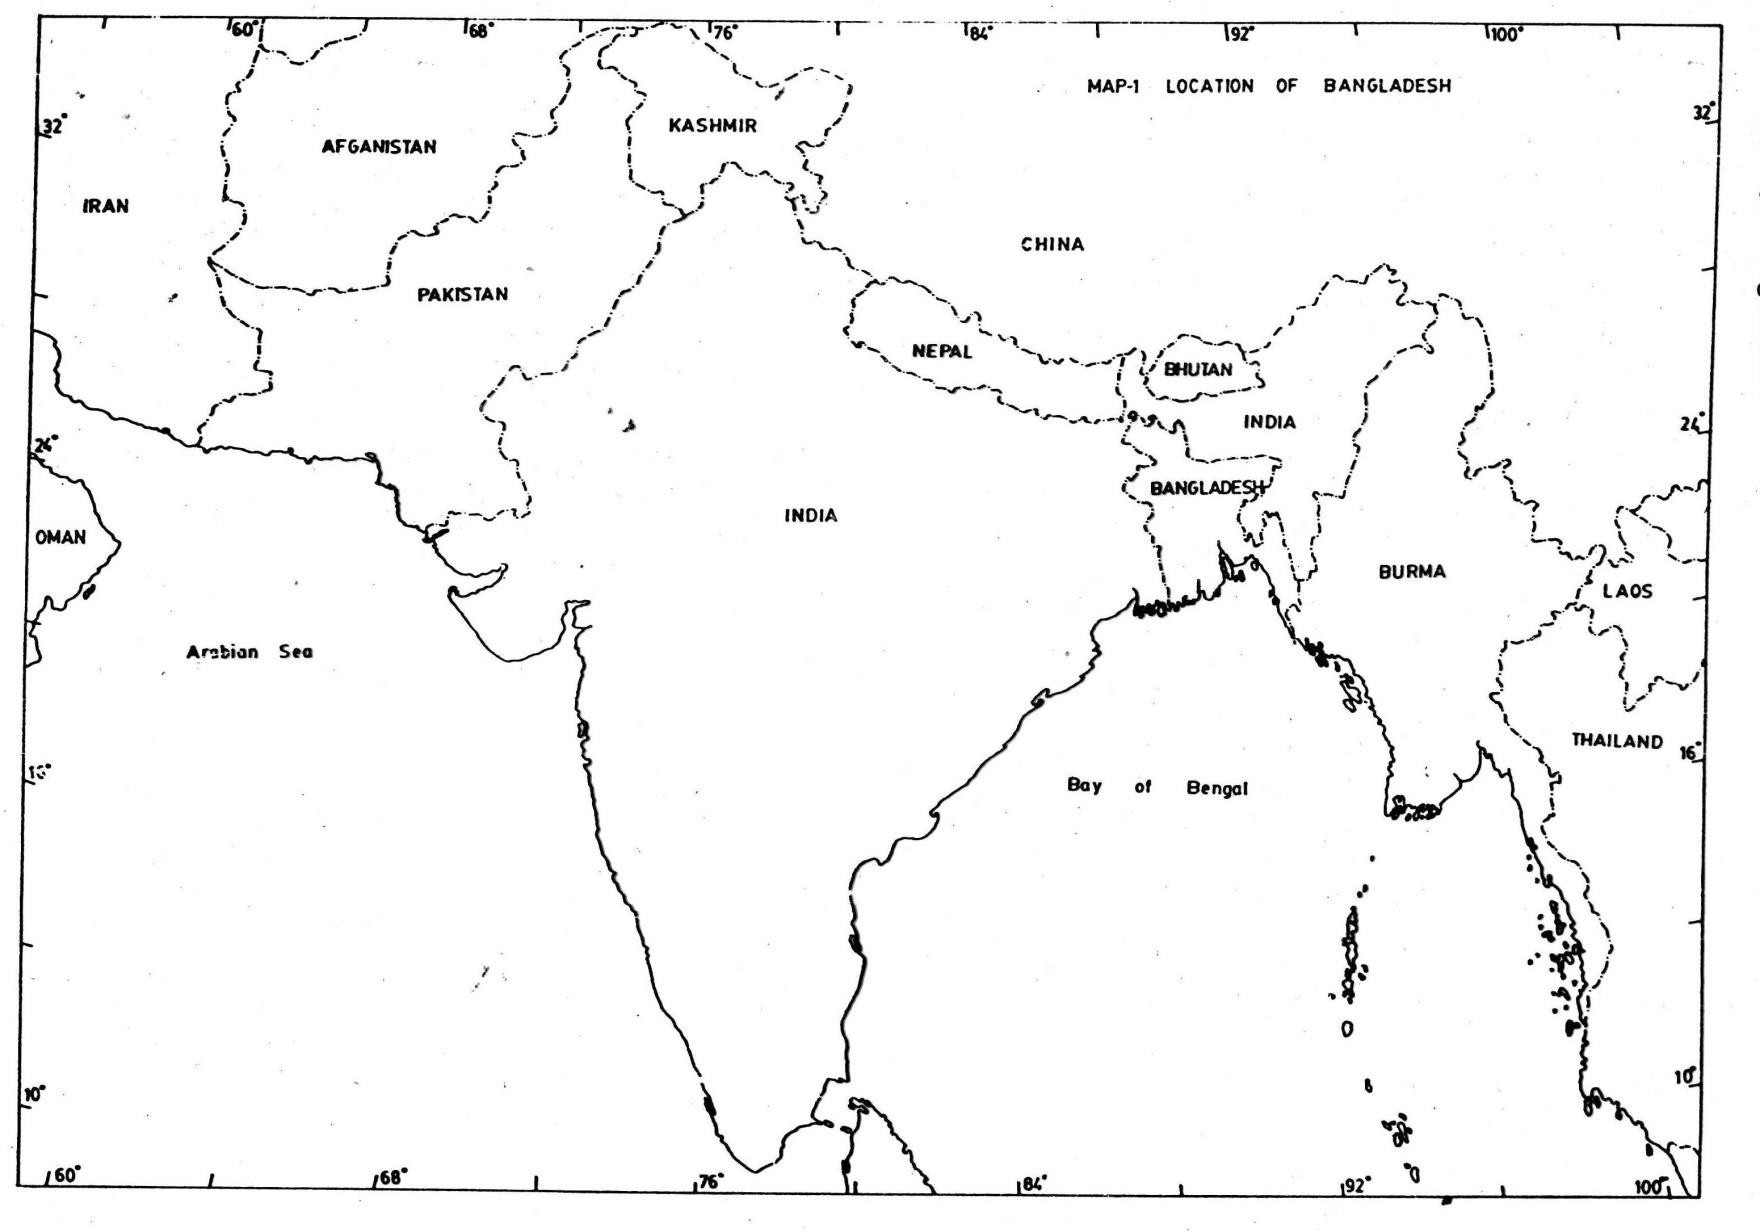 60° 68° 76° 84° 92° 100°
MAP-1 LOCATION OF BANGLADESH
32° 32°
KASHMIR
AFGANISTAN
IRAN
CHINA
PAKISTAN
NEPAL
BHUTAN
INDIA
24° 24°
BANGLADESH
INDIA
OMAN
BURMA
LAOS
Arabian Sea
THAILAND 16°
16°
Bay of Bengal
10° 10°
60° 68° 76° 84° 92° 100°